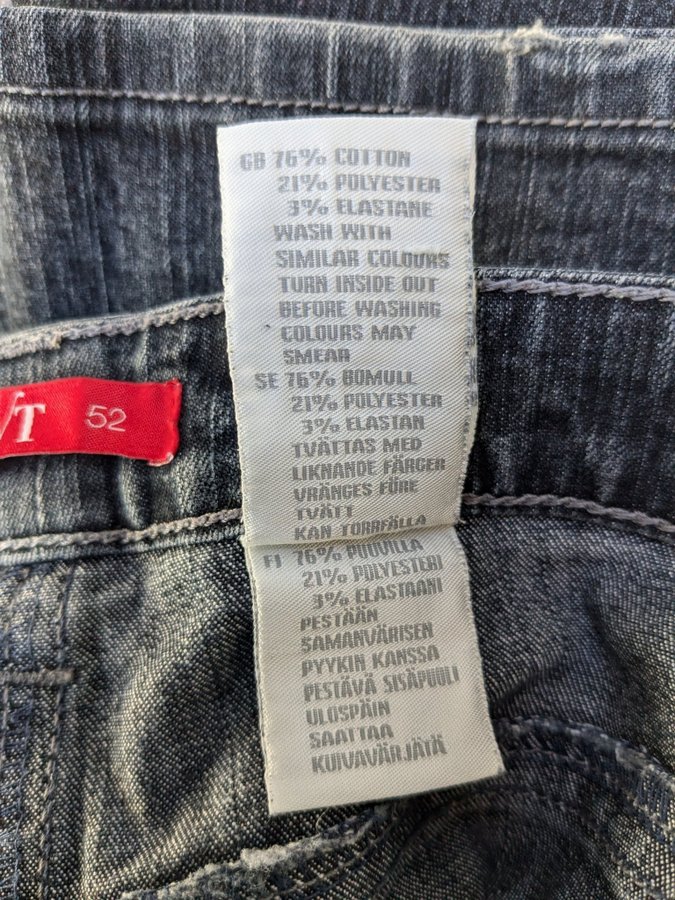 GB 76% COTTON
21% POLYESTER
3% ELASTANE
WASH WITH
SIMILAR COLOURS
TURN INSIDE OUT
BEFORE WASHING
COLOURS MAY
SMEAR
SE 76% BOMULL
21% POLYESTER
3% ELASTAN
TVÄTTAS MED
LIKNANDE FÄRGER
VRÄNGES FÖRE
TVÄTT
KAN TORRFÄLLA
FI 76% PUUVILLA
21% POLYESTERI
3% ELASTAANI
PESTÄÄN
SAMANVÄRISEN
PYYKIN KANSSA
PESTÄVÄ SISÄPUOLI
ULOSPÄIN
SAATTAA
KUIVAVÄRJÄTÄ
52